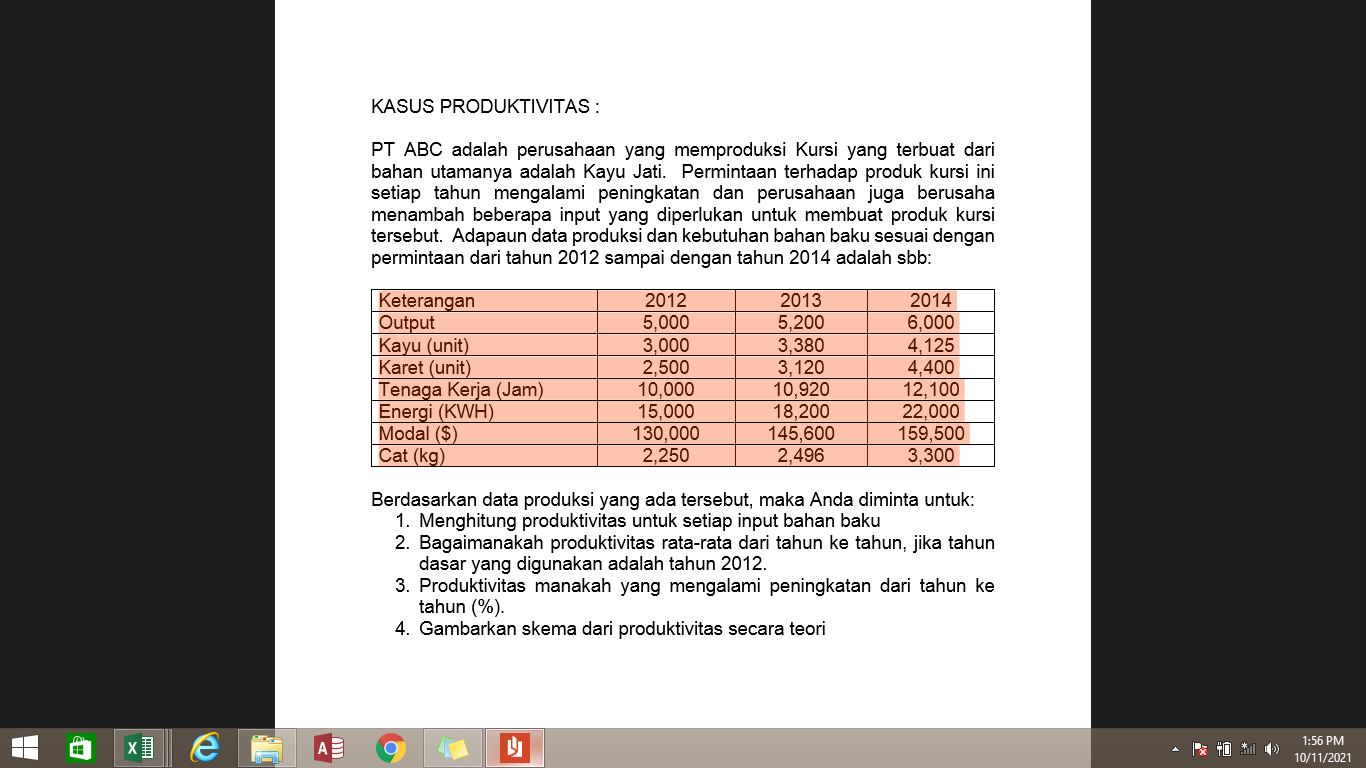 KASUS PRODUKTIVITAS :
PT ABC adalah perusahaan yang memproduksi Kursi yang terbuat dari
bahan utamanya adalah Kayu Jati. Permintaan terhadap produk kursi ini
setiap tahun mengalami peningkatan dan perusahaan juga berusaha
menambah beberapa input yang diperlukan untuk membuat produk kursi
tersebut. Adapaun data produksi dan kebutuhan bahan baku sesuai dengan
permintaan dari tahun 2012 sampai dengan tahun 2014 adalah sbb:
Keterangan 2012 2013 2014
Output 5,000 5,200 6,000
Kayu (unit) 3,000 3,380 4,125
Karet (unit) 2,500 3,120 4,400
Tenaga Kerja (Jam) 10,000 10,920 12,100
Energi (KWH) 15,000 18,200 22,000
Modal ($) 130,000 145,600 159,500
Cat (kg) 2,250 2,496 3,300
Berdasarkan data produksi yang ada tersebut, maka Anda diminta untuk:
1. Menghitung produktivitas untuk setiap input bahan baku
2. Bagaimanakah produktivitas rata-rata dari tahun ke tahun, jika tahun
dasar yang digunakan adalah tahun 2012.
3. Produktivitas manakah yang mengalami peningkatan dari tahun ke
tahun (%).
4. Gambarkan skema dari produktivitas secara teori
1:56 PM
10/11/2021